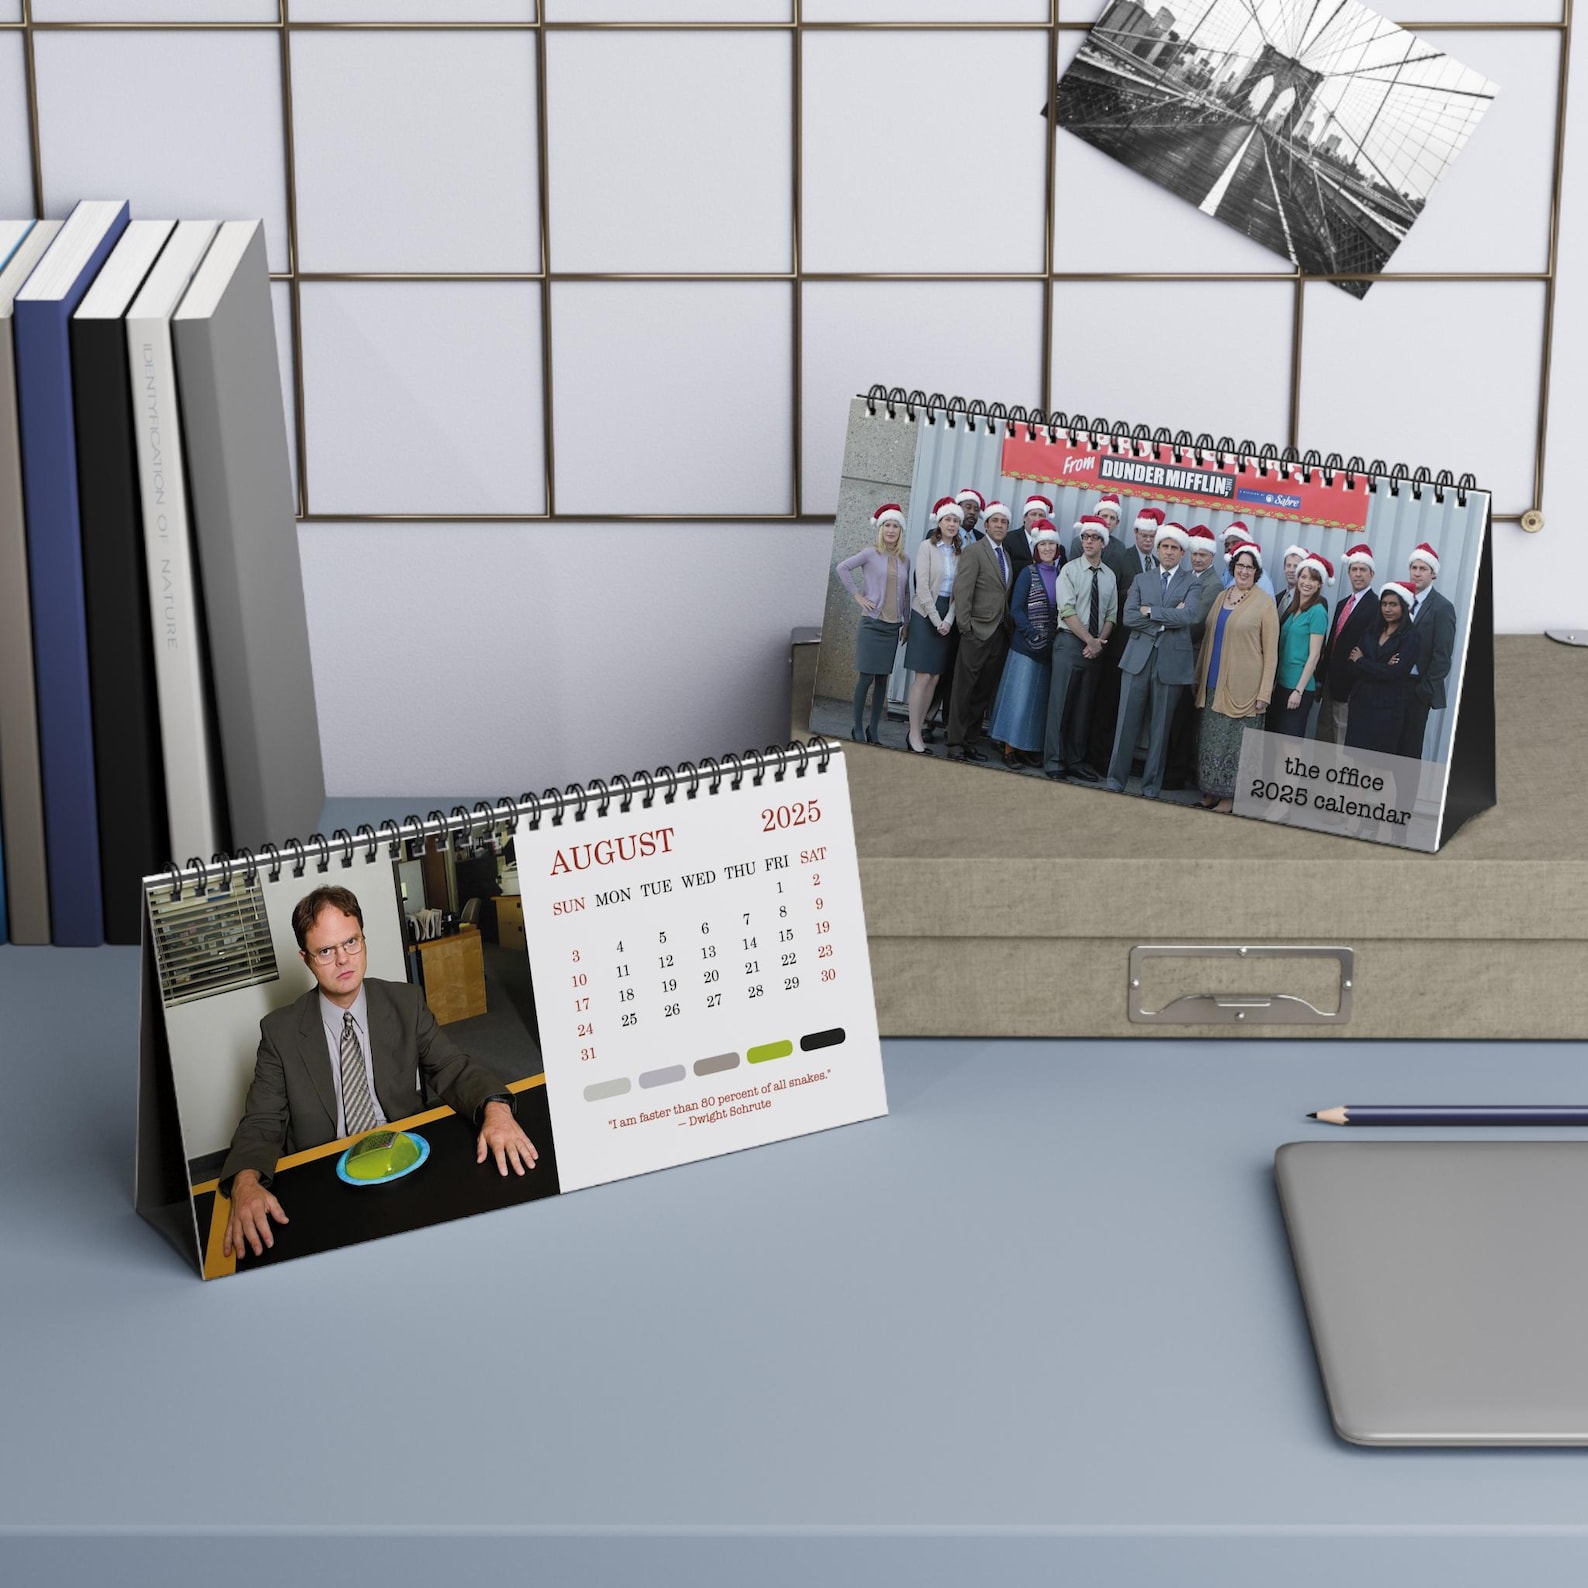 IDENTYFICATION NATURE
From DUNDER MIFFLIN INC.
Sabre
the office
2025 calendar
AUGUST 2025
SUN MON TUE WED THU FRI SAT
1 2
3 4 5 6 7 8 9
10 11 12 13 14 15 19
17 18 19 20 21 22 23
24 25 26 27 28 29 30
31
"I am faster than 80 percent of all snakes."
— Dwight Schrute